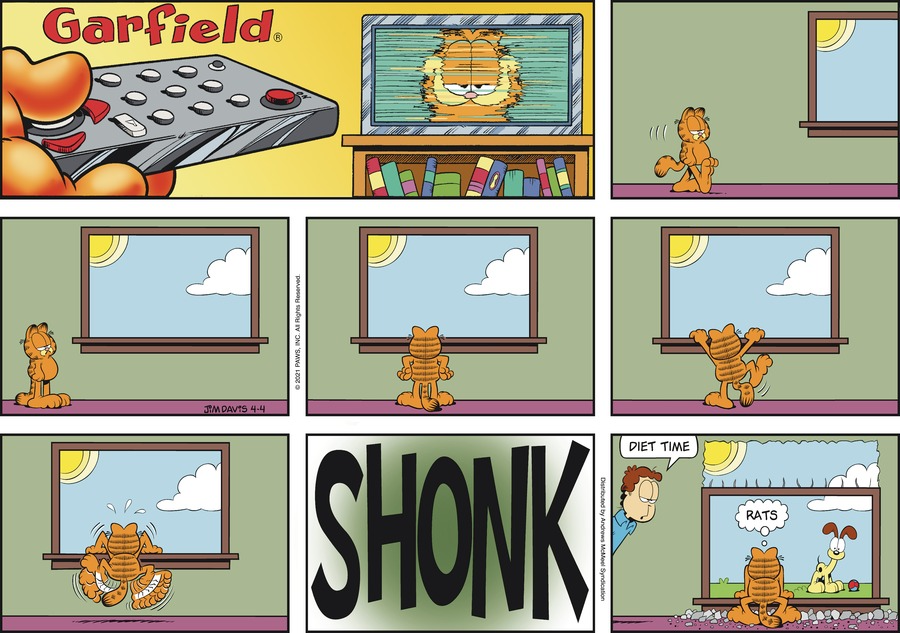 Garfield®
ON
© 2021 PAWS, INC. All Rights Reserved.
JIM DAVIS 4-4
SHONK
Distributed by Andrews McMeel Syndication
DIET TIME
RATS